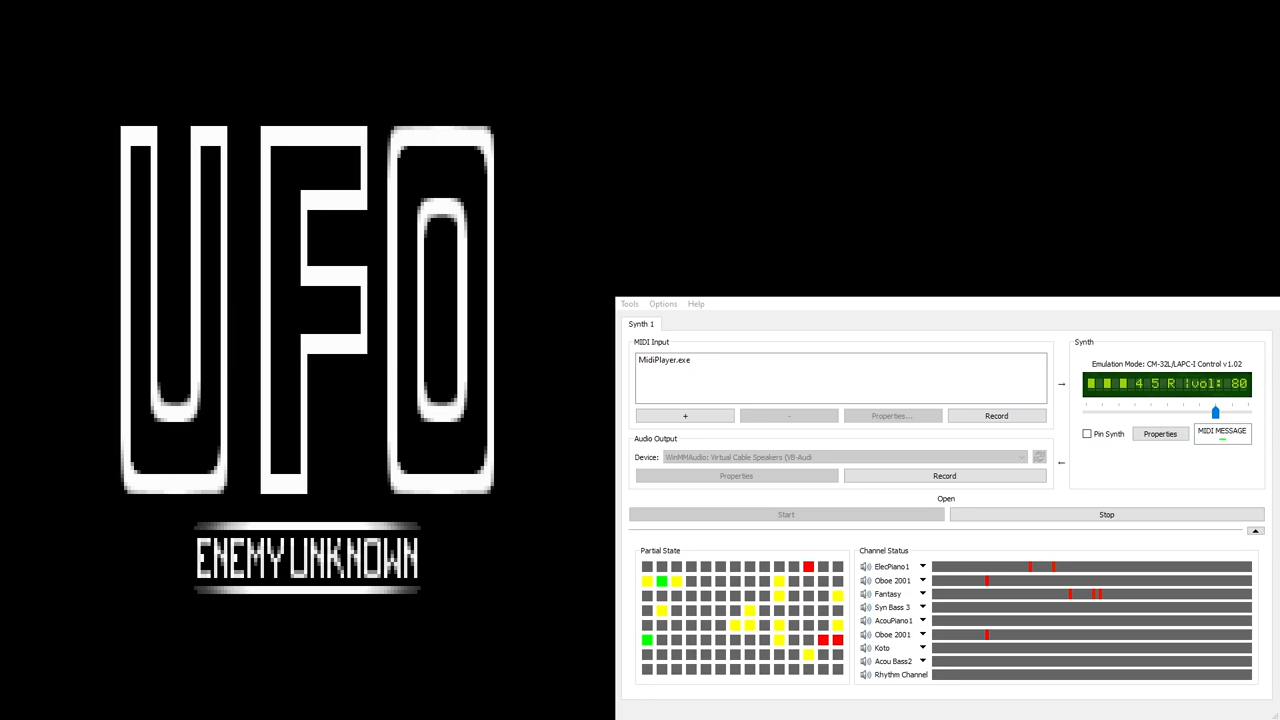 UFO
ENEMY UNKNOWN
Tools Options Help
Synth 1
MIDI Input
MidiPlayer.exe
+ - Properties... Record
Audio Output
Device: WinMMAudio: Virtual Cable Speakers (VB-Audi
Properties Record
→
←
Synth
Emulation Mode: CM-32L/LAPC-I Control v1.02
4 5 R |vol: 80
Pin Synth Properties MIDI MESSAGE
Open
Start Stop
Partial State
Channel Status
ElecPiano1
Oboe 2001
Fantasy
Syn Bass 3
AcouPiano1
Oboe 2001
Koto
Acou Bass2
Rhythm Channel